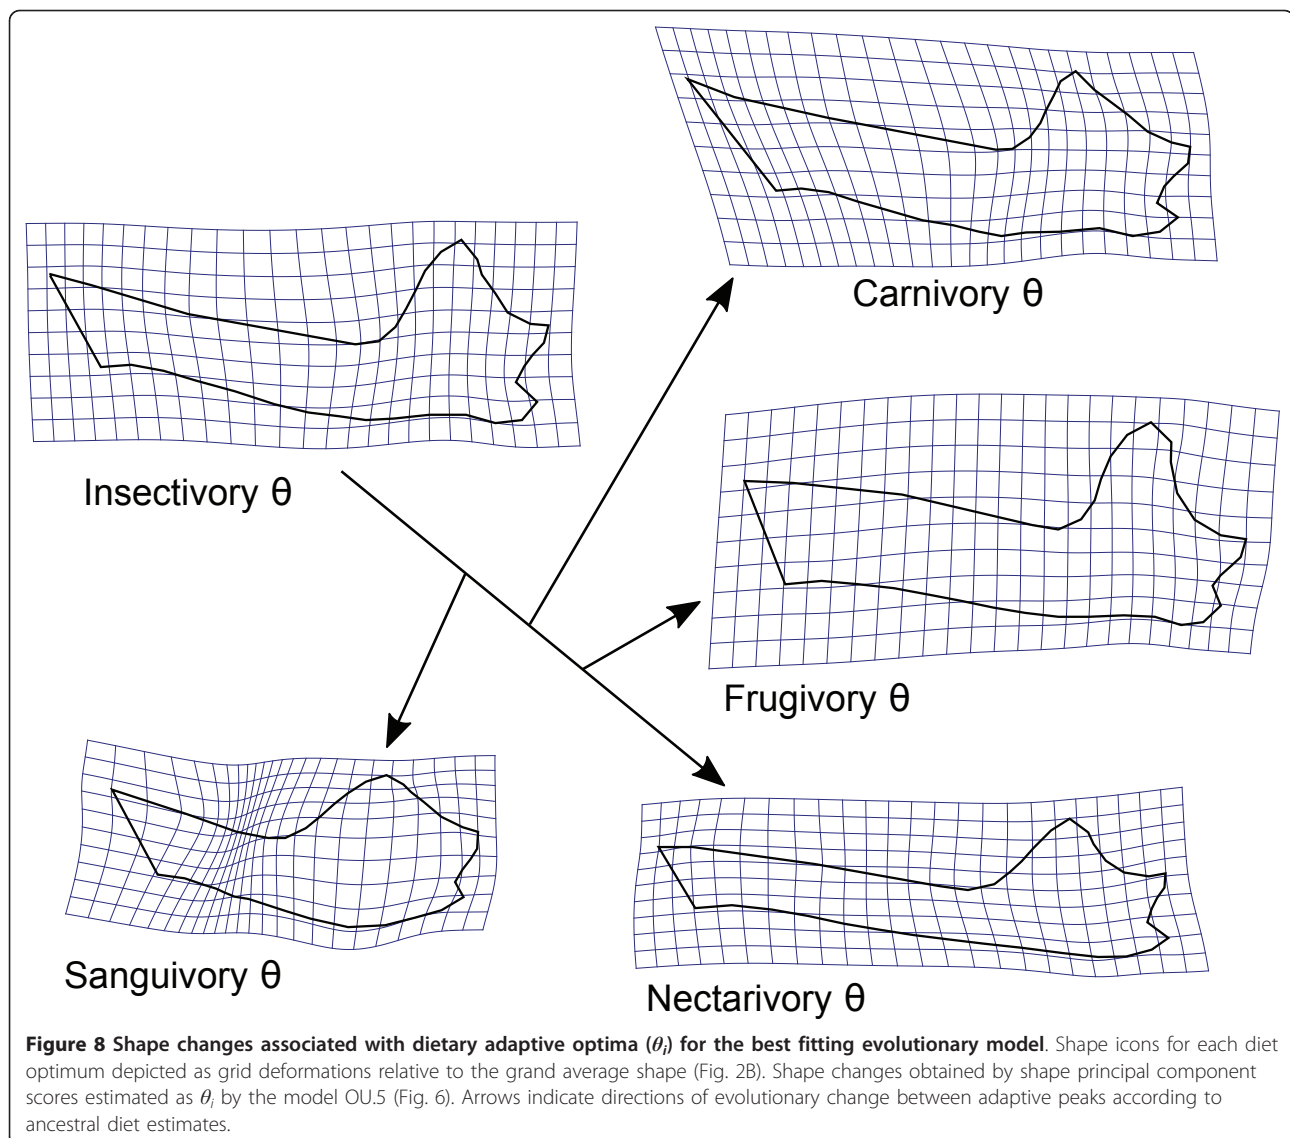 Carnivory θ
Insectivory θ
Frugivory θ
Sanguivory θ
Nectarivory θ
Figure 8 Shape changes associated with dietary adaptive optima (θi) for the best fitting evolutionary model. Shape icons for each diet
optimum depicted as grid deformations relative to the grand average shape (Fig. 2B). Shape changes obtained by shape principal component
scores estimated as θi by the model OU.5 (Fig. 6). Arrows indicate directions of evolutionary change between adaptive peaks according to
ancestral diet estimates.